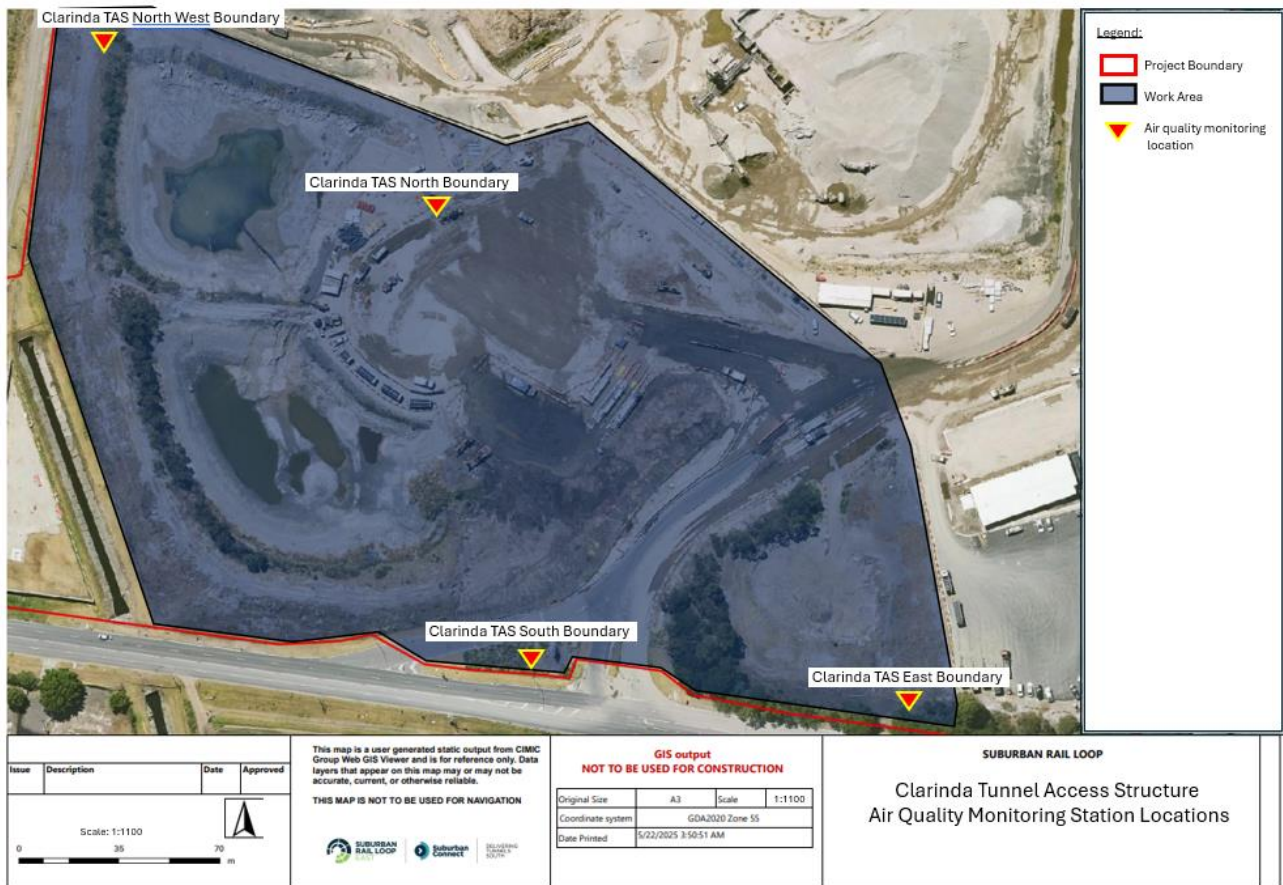 Clarinda TAS North West Boundary
Clarinda TAS North Boundary
Clarinda TAS South Boundary
Clarinda TAS East Boundary
Legend:
Project Boundary
Work Area
Air quality monitoring
location
Issue
Description
Date
Approved
Scale: 1:1100
0
35
70
m
This map is a user generated static output from CIMIC
Group Web GIS Viewer and is for reference only. Data
layers that appear on this map may or may not be
accurate, current, or otherwise reliable.
THIS MAP IS NOT TO BE USED FOR NAVIGATION
SUBURBAN
RAIL LOOP
EAST
Suburban
Connect
DELIVERING
TUNNELS
SOUTH
GIS output
NOT TO BE USED FOR CONSTRUCTION
Original Size
A3
Scale
1:1100
Coordinate system
GDA2020 Zone 55
Date Printed
5/22/2025 3:50:51 AM
SUBURBAN RAIL LOOP
Clarinda Tunnel Access Structure
Air Quality Monitoring Station Locations